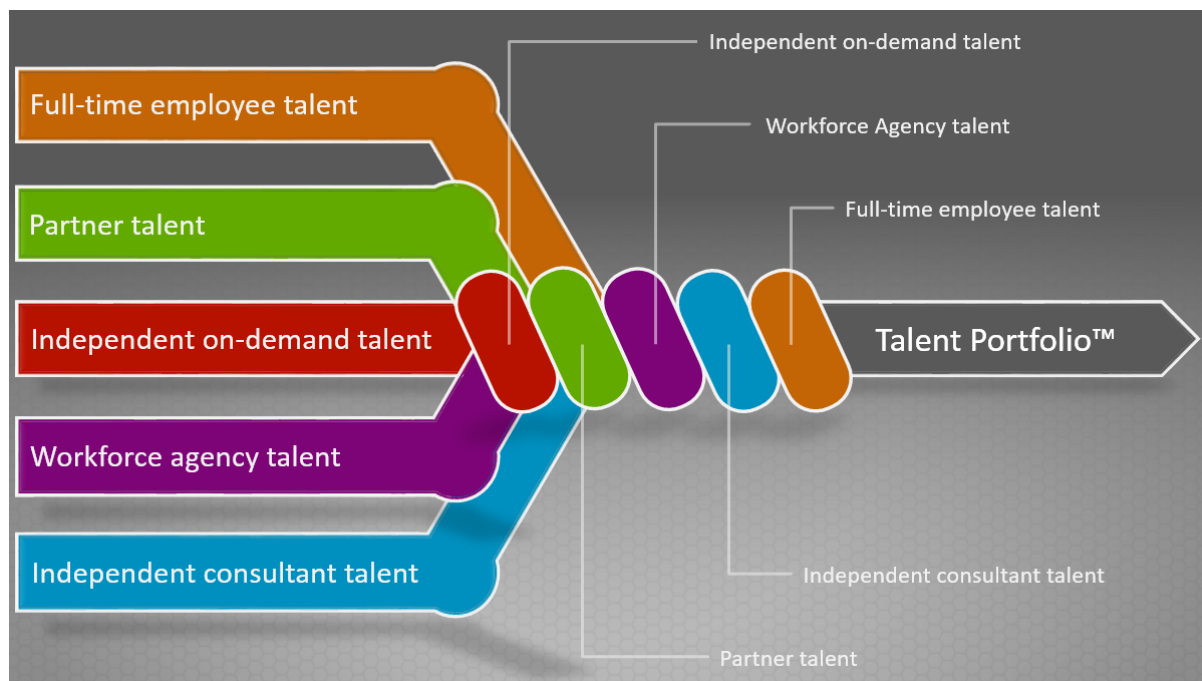 Independent on-demand talent
Full-time employee talent
Workforce Agency talent
Partner talent
Full-time employee talent
Independent on-demand talent
Talent Portfolio™
Workforce agency talent
Independent consultant talent
Independent consultant talent
Partner talent